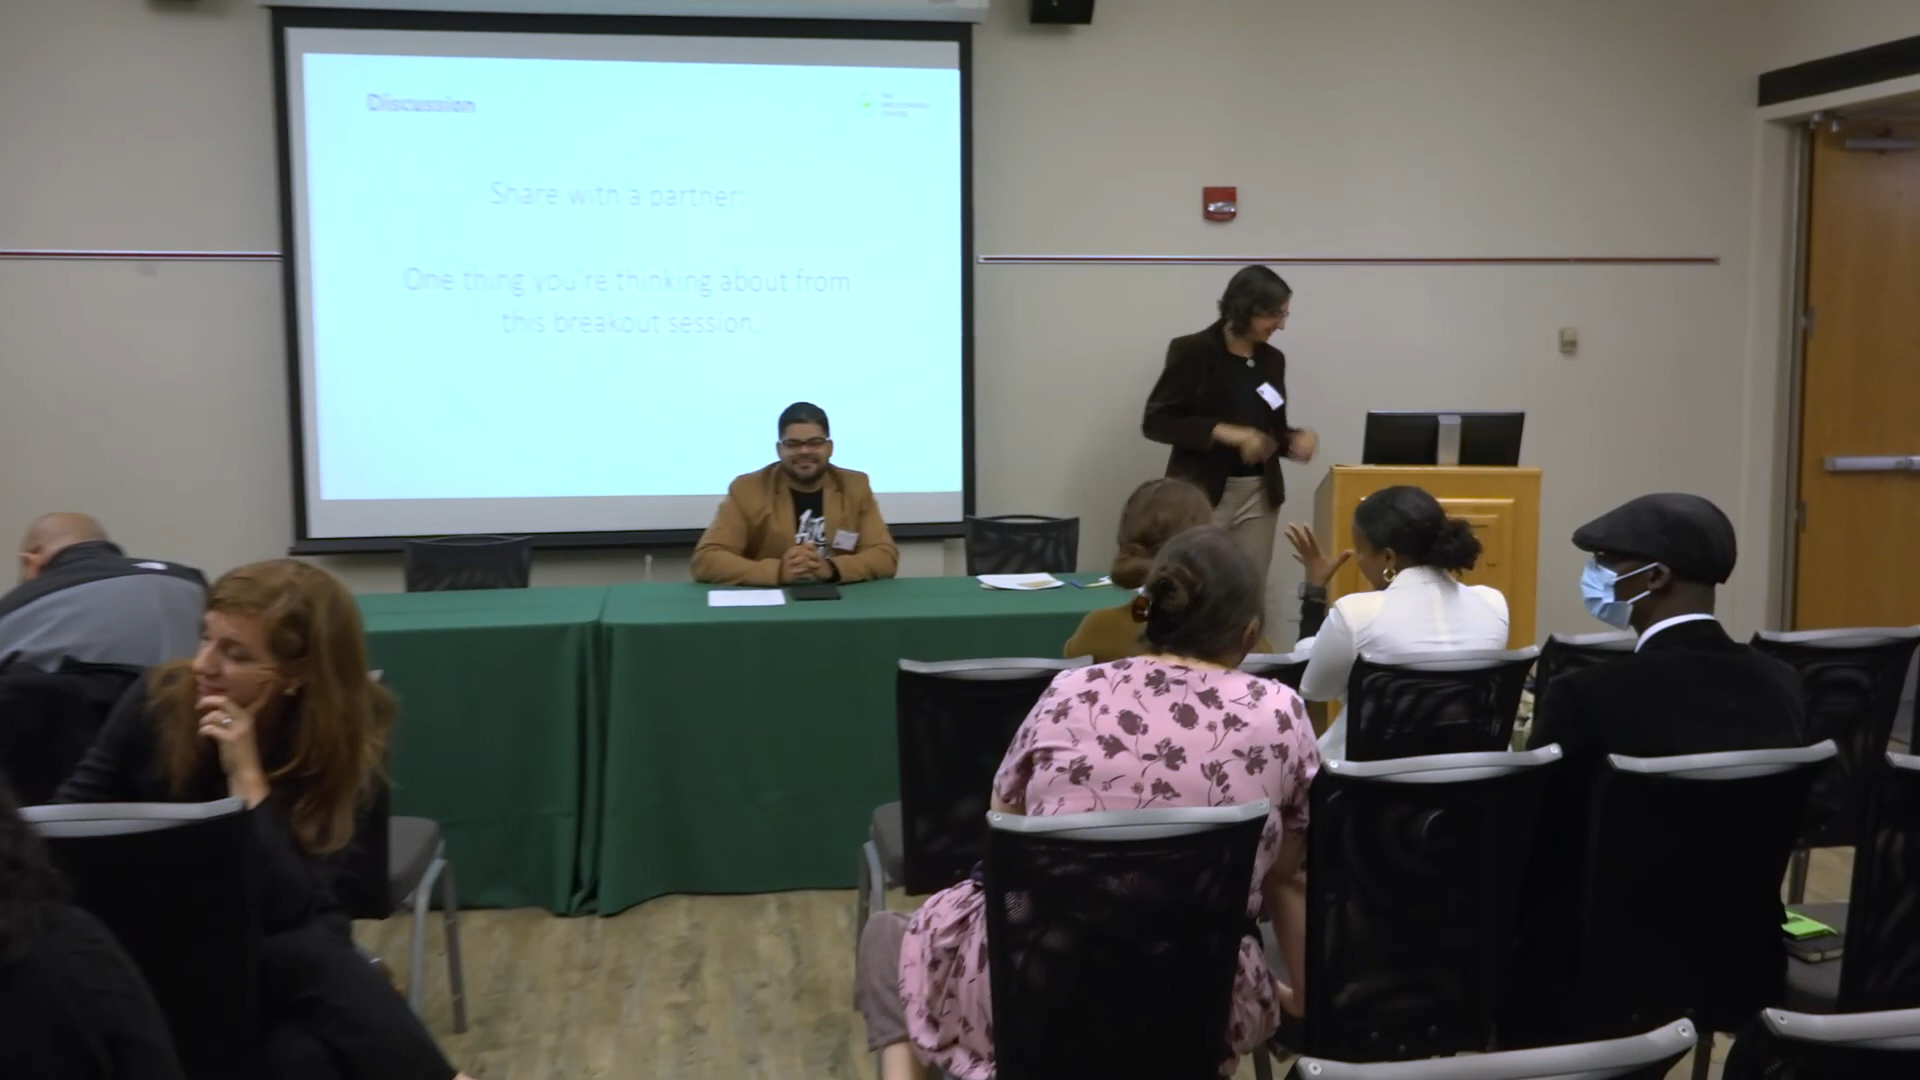 Discussion
Share with a partner:
One thing you're thinking about from
this breakout session.